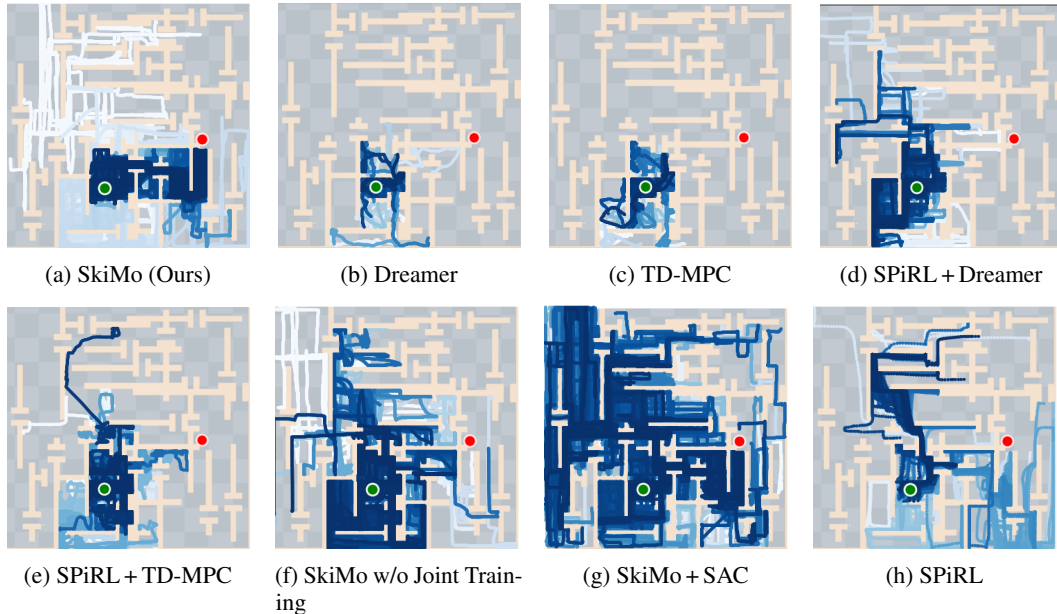 (a) SkiMo (Ours)
(b) Dreamer
(c) TD-MPC
(d) SPiRL + Dreamer
(e) SPiRL + TD-MPC
(f) SkiMo w/o Joint Train-
ing
(g) SkiMo + SAC
(h) SPiRL